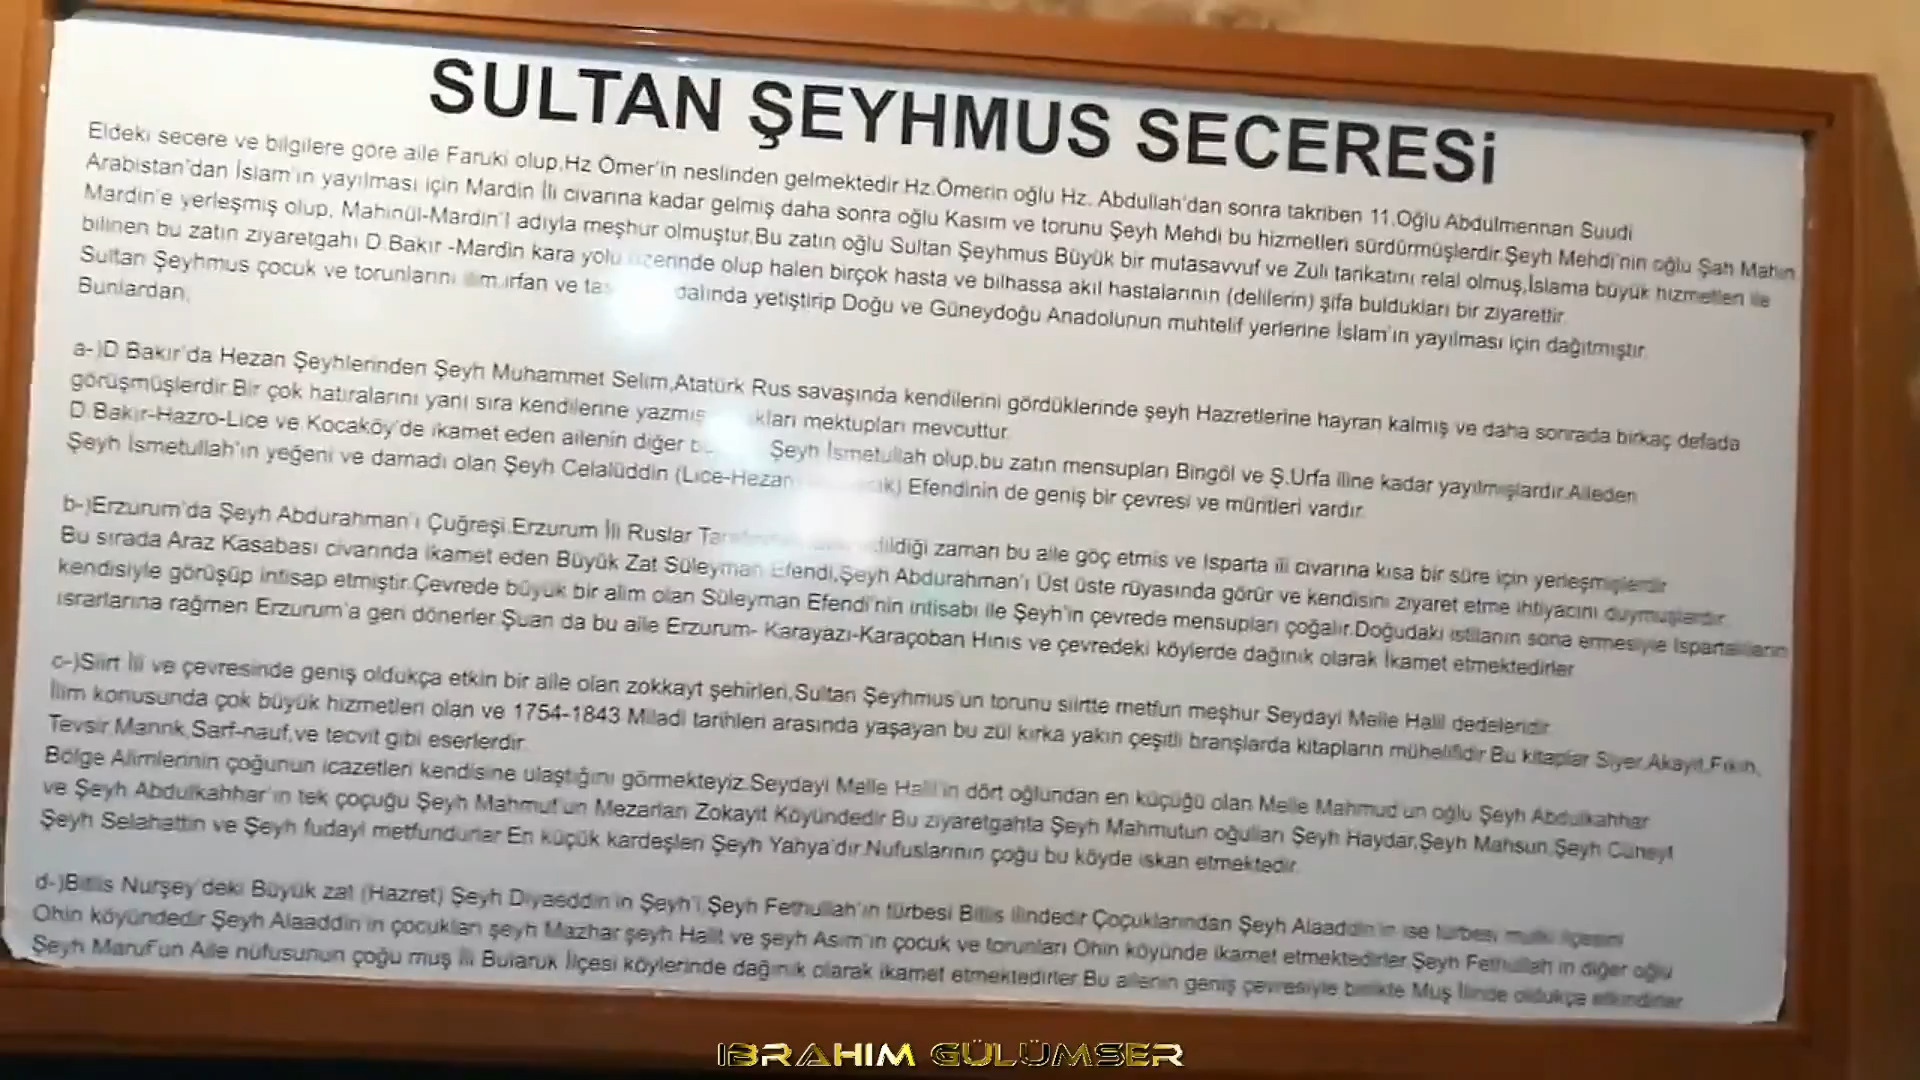 SULTAN ŞEYHMUS SECERESİ
Eldeki secere ve bilgilere göre aile Faruki olup,Hz Ömer'in neslinden gelmektedir.Hz.Ömerin oğlu Hz. Abdullah'dan sonra takriben 11.Oğlu Abdulmennan Suudi
Arabistan'dan İslam'ın yayılması için Mardin İli civarına kadar gelmiş daha sonra oğlu Kasım ve torunu Şeyh Mehdi bu hizmetleri sürdürmüşlerdir.Şeyh Mehdi'nin oğlu Şah Mahin
Mardin'e yerleşmiş olup, Mahinül-Mardin'l adıyla meşhur olmuştur.Bu zatın oğlu Sultan Şeyhmus Büyük bir mutasavvuf ve Zuli tarikatını relal olmuş,İslama büyük hizmetleri ile
bilinen bu zatın ziyaretgahı D.Bakır -Mardin kara yolu üzerinde olup halen birçok hasta ve bilhassa akıl hastalarının (delilerin) şifa buldukları bir ziyarettir.
Sultan Şeyhmus çocuk ve torunlarını ilim,irfan ve dalında yetiştirip Doğu ve Güneydoğu Anadolunun muhtelif yerlerine İslam'ın yayılması için dağıtmıştır.
Bunlardan;
a-)D.Bakır'da Hezan Şeyhlerinden Şeyh Muhammet Selim,Atatürk Rus savaşında kendilerini gördüklerinde şeyh Hazretlerine hayran kalmış ve daha sonrada birkaç defada
görüşmüşlerdir.Bir çok hatıralarını yanı sıra kendilerine yazmış mektupları mevcuttur.
D.Bakır-Hazro-Lice ve Kocaköy'de ikamet eden ailenin diğer Şeyh İsmetullah olup,bu zatın mensupları Bingöl ve Ş.Urfa iline kadar yayılmışlardır.Aileden
Şeyh İsmetullah'ın yeğeni ve damadı olan Şeyh Celalüddin (Lice-Hezan Efendinin de geniş bir çevresi ve müritleri vardır.
b-)Erzurum'da Şeyh Abdurahman'ı Çuğreşi.Erzurum İli Ruslar zaman bu aile göç etmis ve Isparta ili civarına kısa bir süre için yerleşmişlerdir
Bu sırada Araz Kasabası civarında ikamet eden Büyük Zat Süleyman Efendi,Şeyh Abdurahman'ı Üst üste rüyasında görür ve kendisini ziyaret etme ihtiyacını duymuşlardır.
kendisiyle görüşüp intisap etmiştir.Çevrede büyük bir alim olan Süleyman Efendi'nin intisabı ile Şeyh'in çevrede mensupları çoğalır.Doğudaki istilanın sona ermesiyle Ispartalıların
ısrarlarına rağmen Erzurum'a geri dönerler.Şuan da bu aile Erzurum- Karayazı-Karaçoban Hınıs ve çevredeki köylerde dağınık olarak İkamet etmektedirler
c-)Siirt İli ve çevresinde geniş oldukça etkin bir aile olan zokkayt şehirleri,Sultan Şeyhmus'un torunu siirtte metfun meşhur Seydayi Melle Halil dedeleridir.
İlim konusunda çok büyük hizmetleri olan ve 1754-1843 Miladi tarihleri arasında yaşayan bu zül kırka yakın çeşitli branşlarda kitapların mühelifidir.Bu kitaplar Siyer,Akayit,Fıkıh,
Tevsir,Mannk,Sarf-nauf,ve tecvit gibi eserlerdir.
Bölge Alimlerinin çoğunun icazetleri kendisine ulaştığını görmekteyiz.Seydayi Melle Halil'in dört oğlundan en küçüğü olan Melle Mahmud'un oğlu Şeyh Abdulkahhar
ve Şeyh Abdulkahhar'ın tek çoçuğu Şeyh Mahmut'un Mezarları Zokayit Köyündedir.Bu ziyaretgahta Şeyh Mahmutun oğulları Şeyh Haydar,Şeyh Mahsun,Şeyh Cüneyt
Şeyh Selahattin ve Şeyh fudayl metfundurlar.En küçük kardeşleri Şeyh Yahya'dır.Nufuslarının çoğu bu köyde iskan etmektedir.
d-)Bitlis Nurşey'deki Büyük zat (Hazret) Şeyh Diyaeddin'in Şeyh'i,Şeyh Fethullah'ın türbesi Bitlis ilindedir.Çoçuklarından Şeyh Alaaddin'in ise türbesi mutki ilçesini
Ohin köyündedir.Şeyh Alaaddin'in çocukları şeyh Mazhar,şeyh Halit ve şeyh Asım'ın çocuk ve torunları Ohin köyünde ikamet etmektedirler.Şeyh Fethullah'ın diğer oğlu
Şeyh Maruf'un Aile nüfusunun çoğu muş İli Bularuk İlçesi köylerinde dağınık olarak ikamet etmektedirler.Bu ailenin geniş çevresiyle birlikte Muş İlinde oldukça etkindirler
IBRAHIM GÜLÜMSER